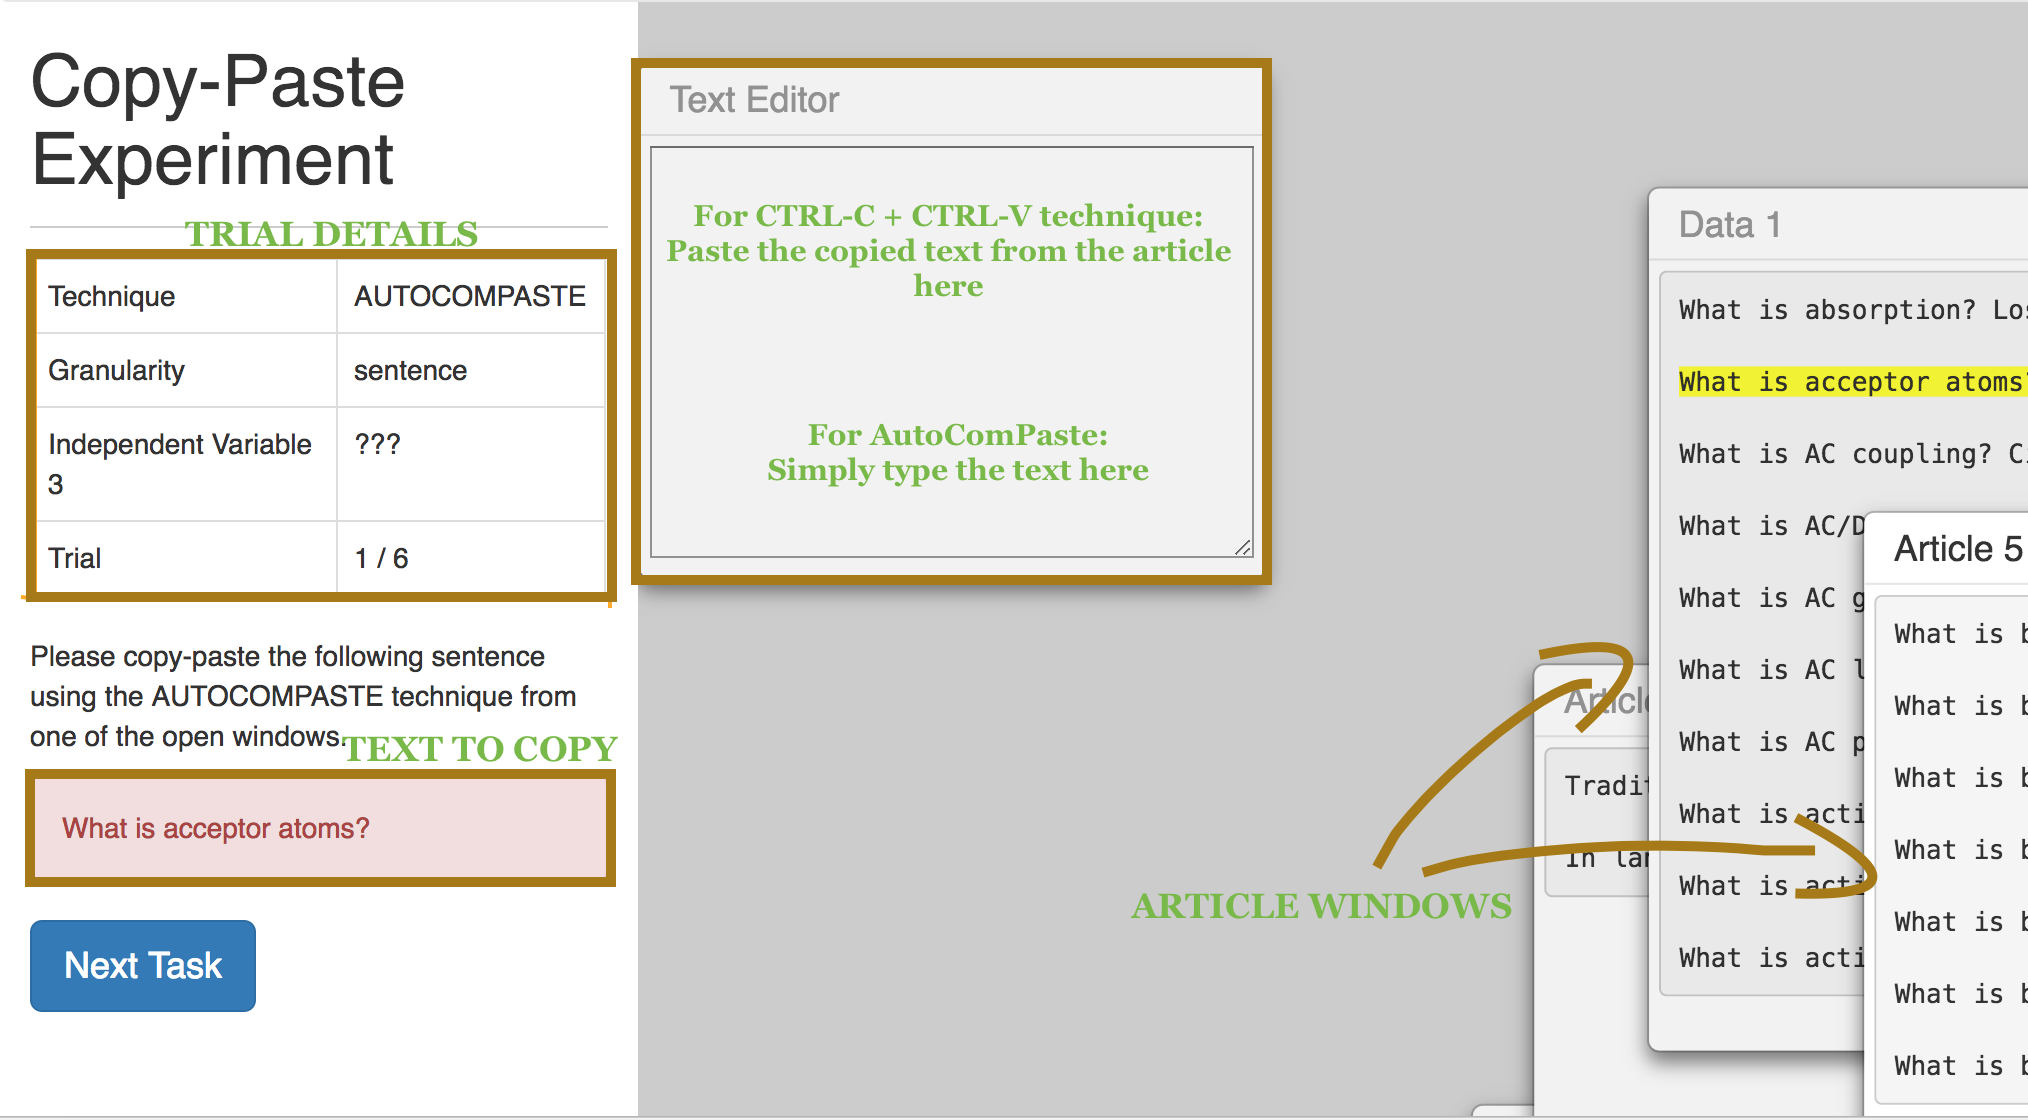 Copy-Paste
Experiment
TRIAL DETAILS
Technique AUTOCOMPASTE
Granularity sentence
Independent Variable ???
3
Trial 1 / 6
Please copy-paste the following sentence
using the AUTOCOMPASTE technique from
one of the open windows.
TEXT TO COPY
What is acceptor atoms?
Next Task
Text Editor
For CTRL-C + CTRL-V technique:
Paste the copied text from the article
here
For AutoComPaste:
Simply type the text here
ARTICLE WINDOWS
Tradit
In lan
Data 1
What is absorption? Los
What is acceptor atoms?
What is AC coupling? C
What is AC/D
What is AC g
What is AC l
What is AC p
What is acti
What is acti
What is acti
Article 5
What is b
What is b
What is b
What is b
What is b
What is b
What is b